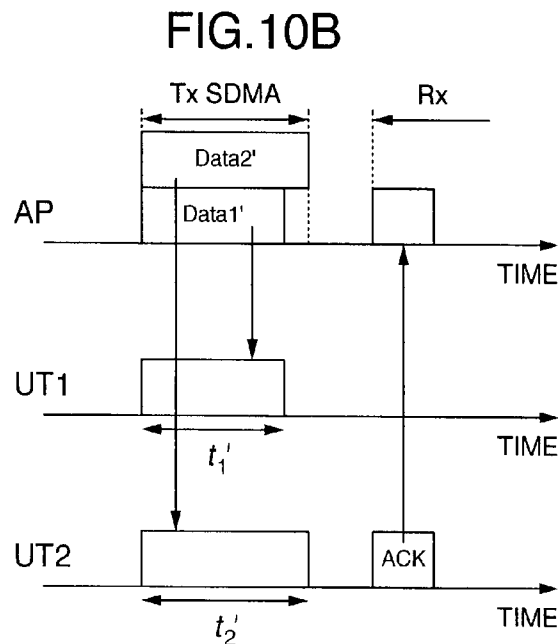 FIG.10B
Tx SDMA
Rx
Data2'
Data1'
AP
TIME
UT1
TIME
t₁'
UT2
ACK
TIME
t₂'